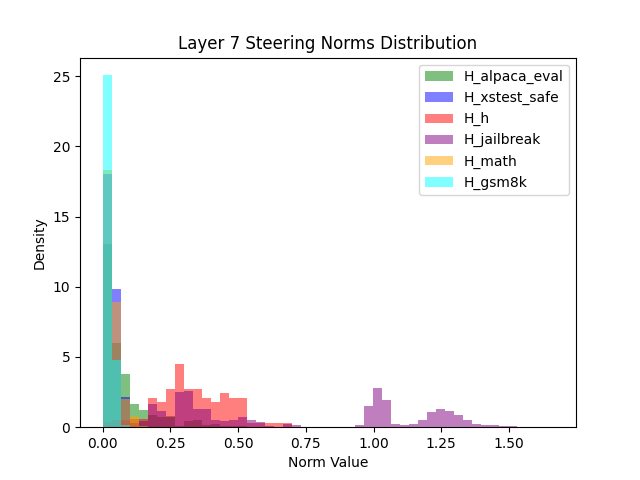 Layer 7 Steering Norms Distribution
H_alpaca_eval
H_xstest_safe
H_h
H_jailbreak
H_math
H_gsm8k
25
20
15
10
5
0
Density
0.00 0.25 0.50 0.75 1.00 1.25 1.50
Norm Value